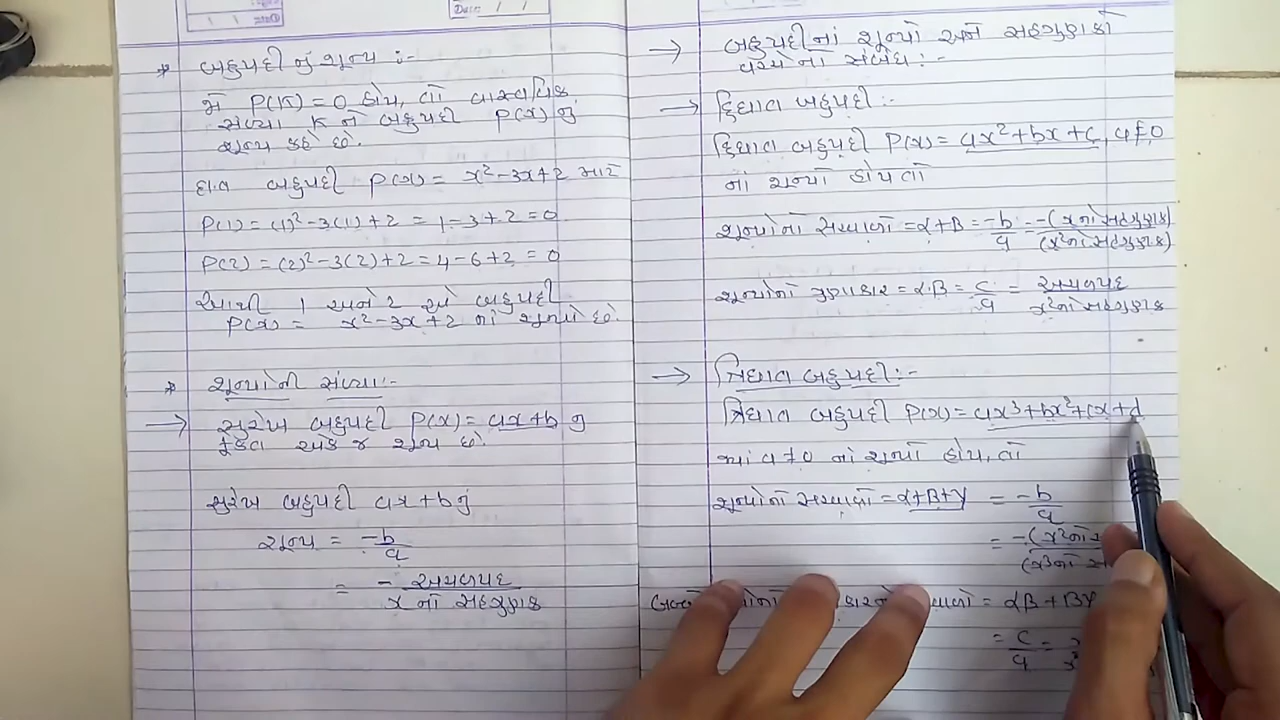 Date: / /
* બહુપદીનું શૂન્ય :-
જો P(K) = 0 હોય, તો વાસ્તવિક
સંખ્યા K ને બહુપદી P(x) નું
શૂન્ય કહે છે.
દ્વિઘાત બહુપદી P(x) = x²-3x+2 માટે
P(1) = (1)²-3(1)+2 = 1-3+2 = 0
P(2) = (2)²-3(2)+2 = 4-6+2 = 0
આથી 1 અને 2 એ બહુપદી
P(x) = x²-3x+2 નાં શૂન્યો છે.
* શૂન્યોની સંખ્યા:-
→ સુરેખ બહુપદી P(x) = ax+b નું
ફક્ત એક જ શૂન્ય છે.
સુરેખ બહુપદી ax+b નું
શૂન્ય = -b/a
= - અચળપદ / x નો સહગુણક
→ બહુપદીનાં શૂન્યો અને સહગુણકો
વચ્ચેનો સંબંધ:-
→ દ્વિઘાત બહુપદી:-
દ્વિઘાત બહુપદી P(x) = ax²+bx+c, a≠0
નાં શૂન્યો હોય તો
શૂન્યોનો સરવાળો = α+β = -b/a = -(x નો સહગુણક) / (x² નો સહગુણક)
શૂન્યોનો ગુણાકાર = α.β = c/a = અચળપદ / x² નો સહગુણક
→ ત્રિઘાત બહુપદી:-
ત્રિઘાત બહુપદી P(x) = ax³+bx²+cx+d
જ્યાં a≠0 નાં શૂન્યો હોય, તો
શૂન્યોનો સરવાળો = α+β+γ = -b/a
= -(x² નો / (x³ નો
= αβ+βγ
= c/a =